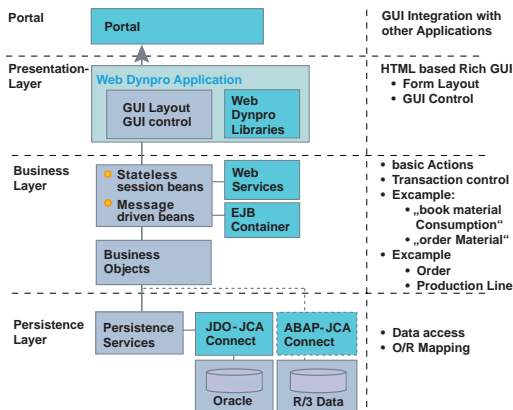 Portal
Portal
GUI Integration with
other Applications
Presentation-
Layer
Web Dynpro Application
GUI Layout
GUI control
Web
Dynpro
Libraries
HTML based Rich GUI
• Form Layout
• GUI Control
Business
Layer
Stateless
session beans
Message
driven beans
Web
Services
EJB
Container
Business
Objects
• basic Actions
• Transaction control
• Excample:
• „book material
Consumption“
• „order Material“
• Example
• Order
• Production Line
Persistence
Layer
Persistence
Services
JDO-JCA
Connect
ABAP-JCA
Connect
Oracle
R/3 Data
• Data access
• O/R Mapping